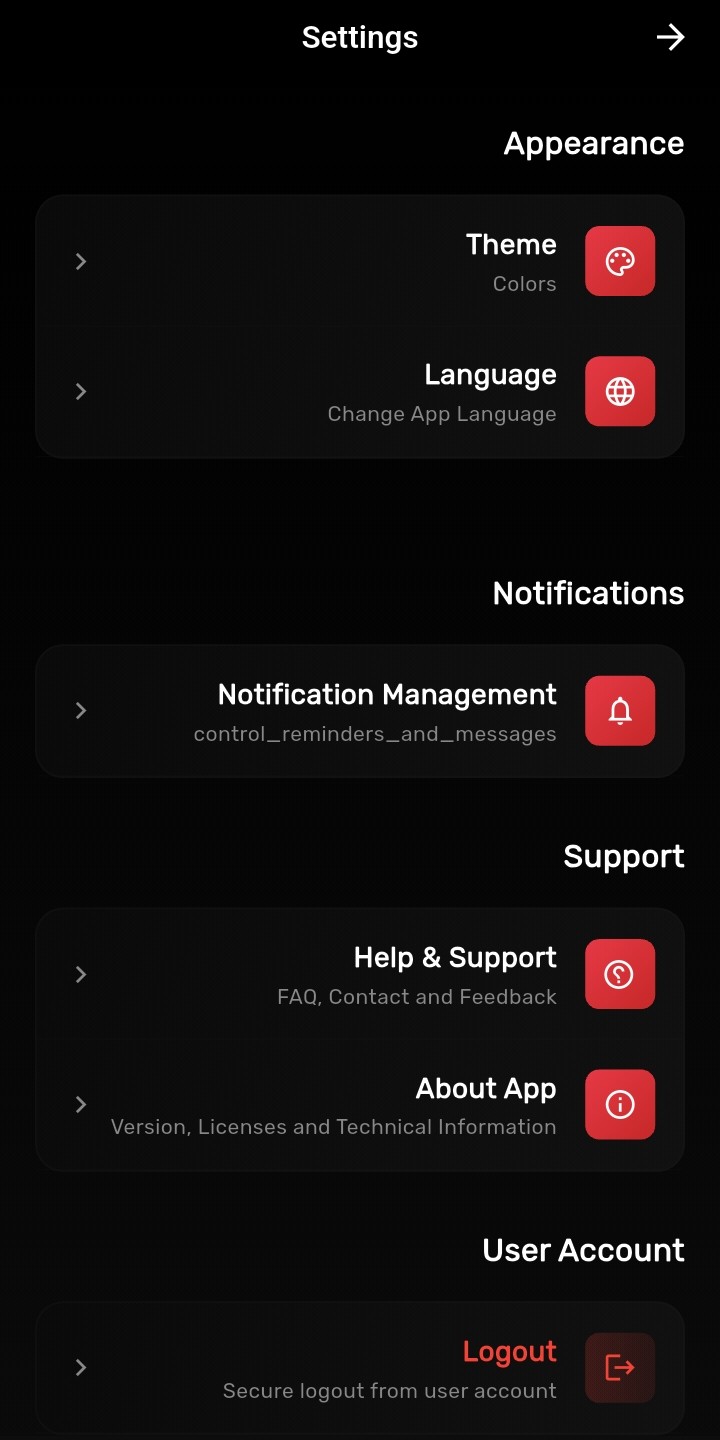 Settings
Appearance
Theme
Colors
Language
Change App Language
Notifications
Notification Management
control_reminders_and_messages
Support
Help & Support
FAQ, Contact and Feedback
About App
Version, Licenses and Technical Information
User Account
Logout
Secure logout from user account